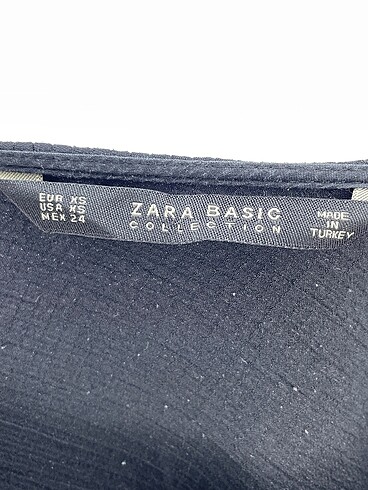 EUR XS
USA XS
MEX 24
ZARA BASIC
COLLECTION
MADE
IN
TURKEY